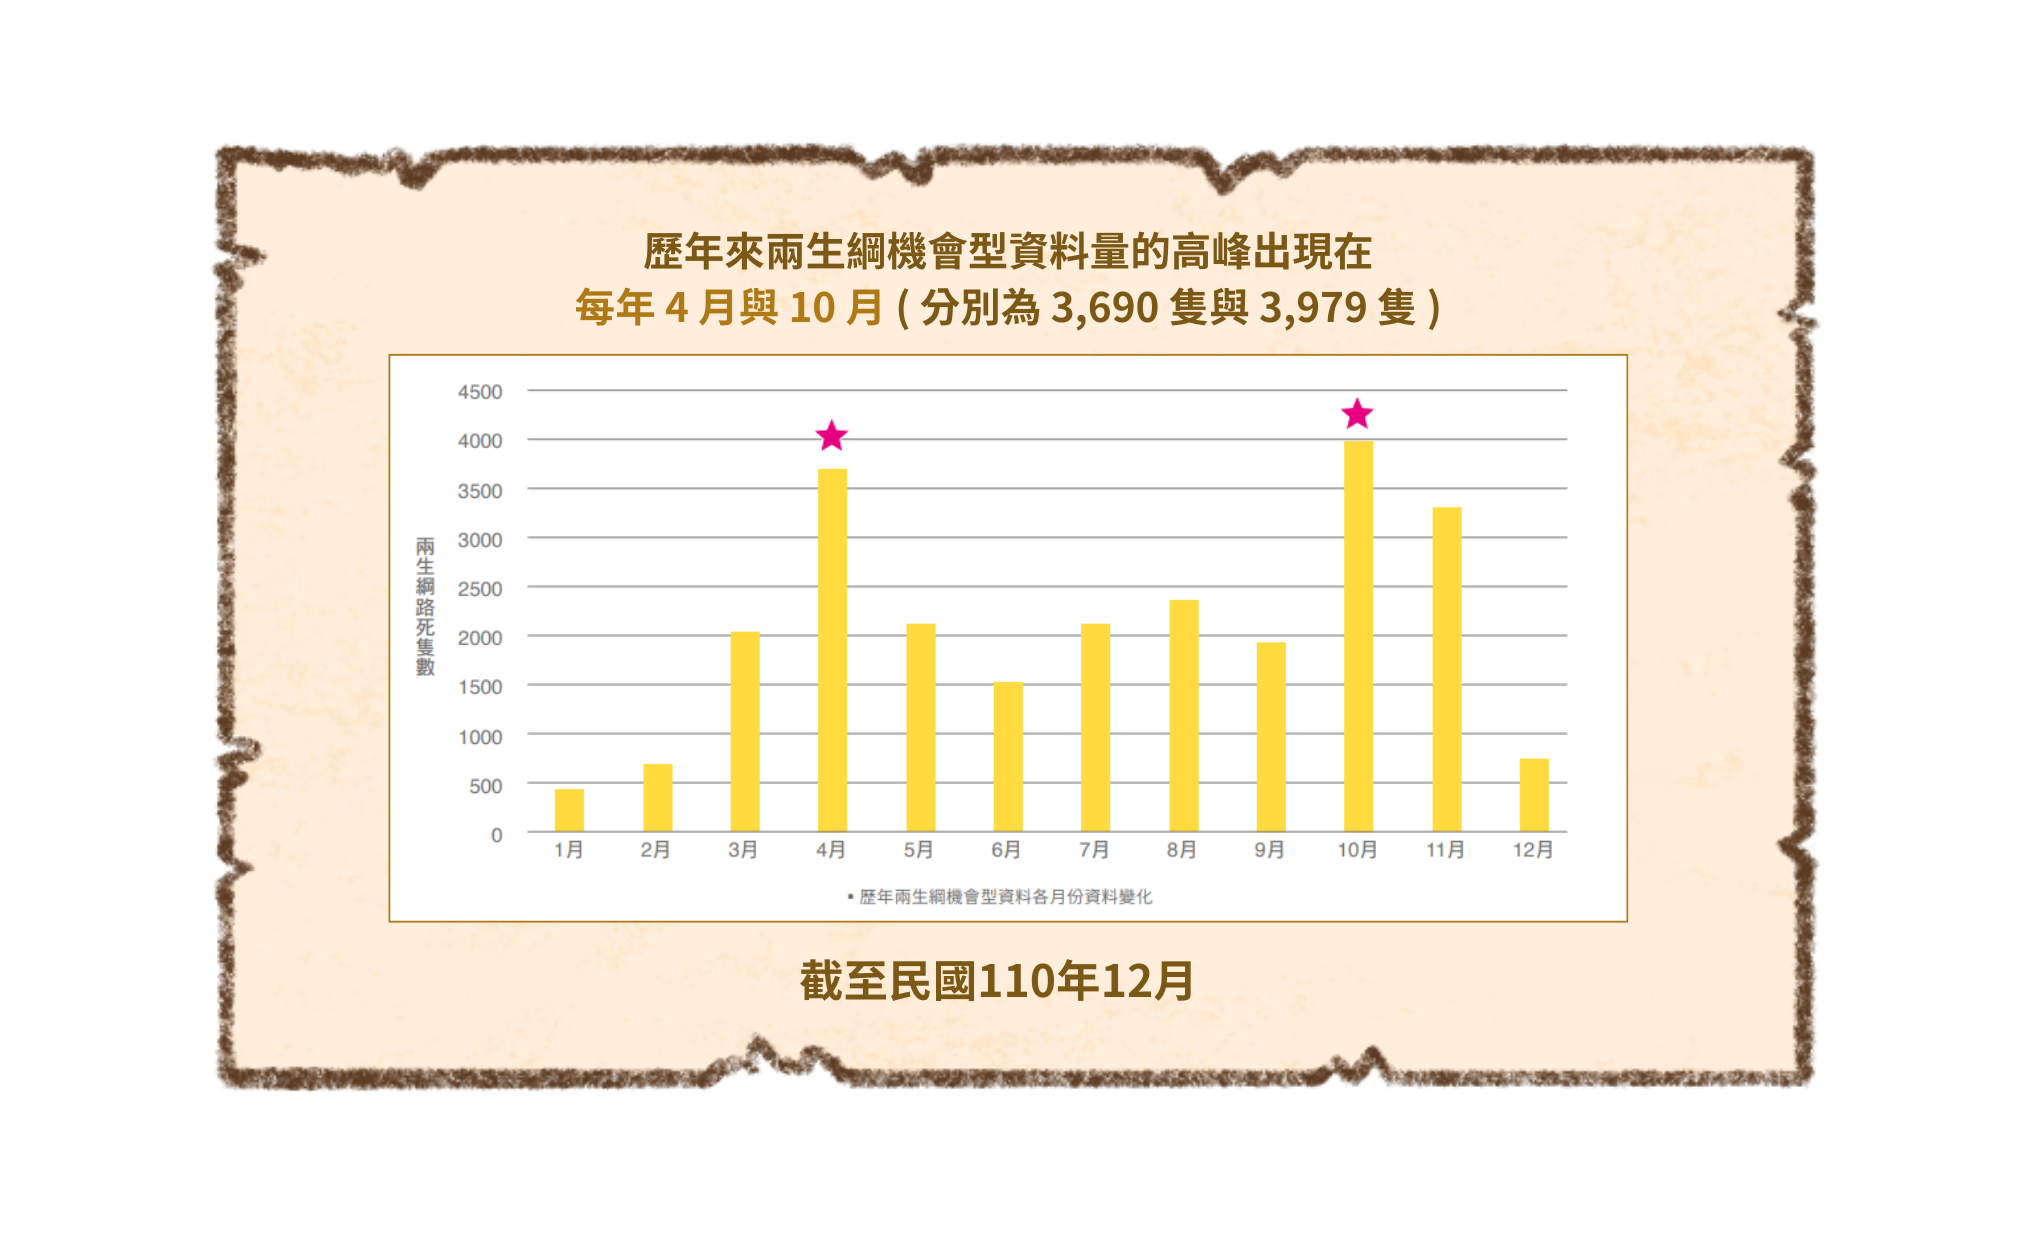 歷年來兩生綱機會型資料量的高峰出現在
每年 4 月與 10 月 ( 分別為 3,690 隻與 3,979 隻 )
4500
4000
3500
3000
2500
2000
1500
1000
500
0
兩生綱路死隻數
1月 2月 3月 4月 5月 6月 7月 8月 9月 10月 11月 12月
▪ 歷年兩生綱機會型資料各月份資料變化
截至民國110年12月